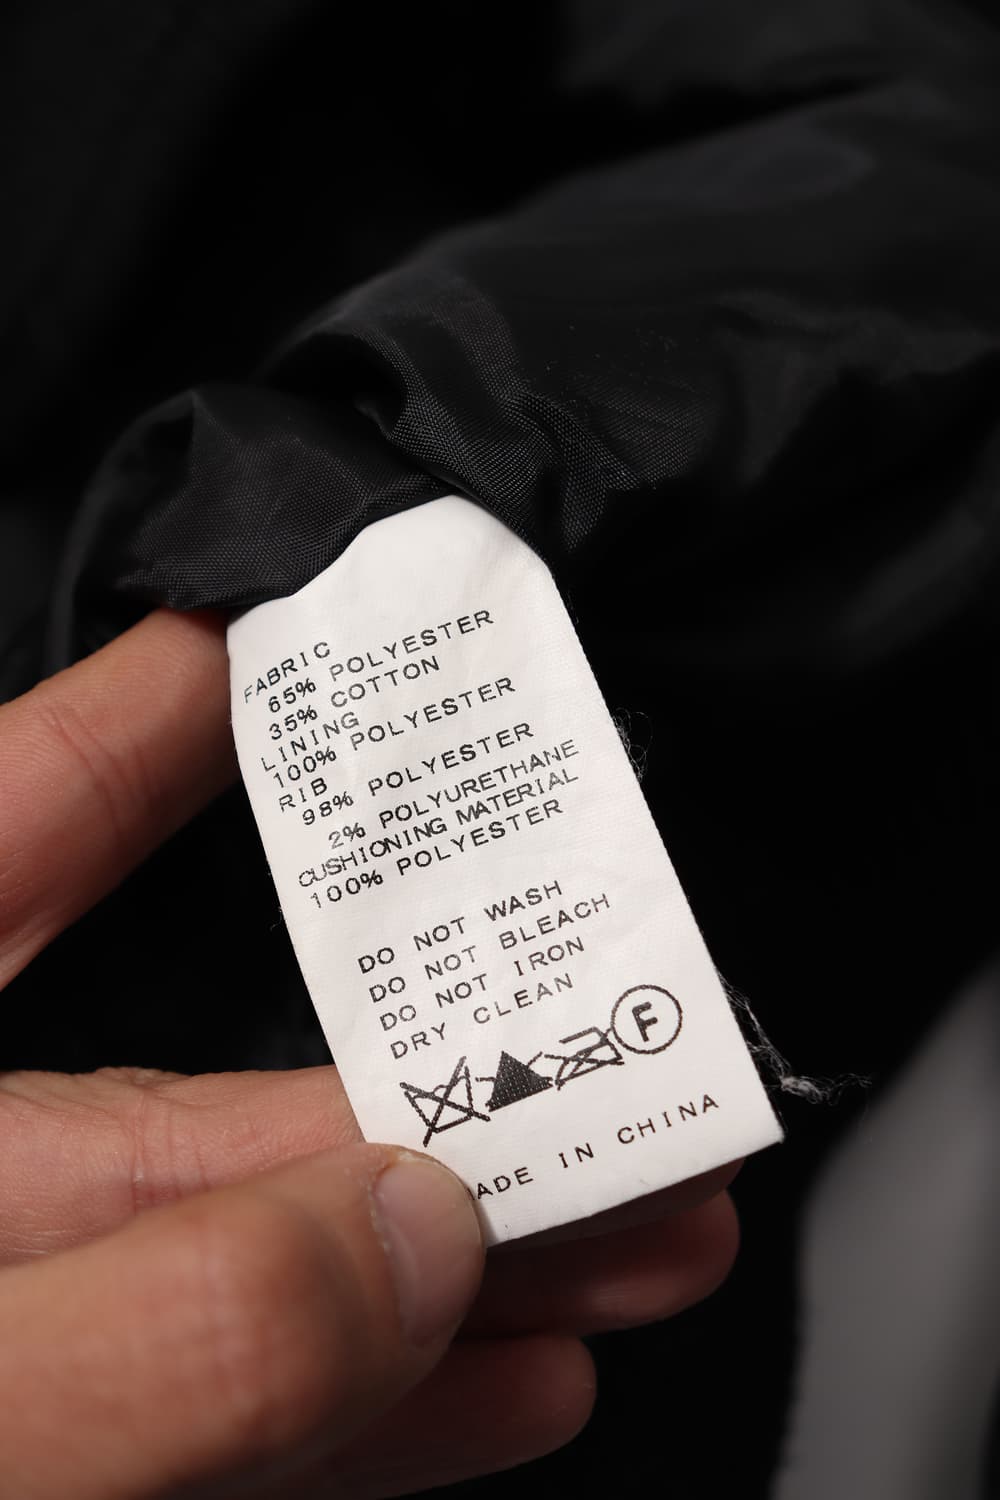 FABRIC
65% POLYESTER
35% COTTON
LINING
100% POLYESTER
RIB
98% POLYESTER
2% POLYURETHANE
CUSHIONING MATERIAL
100% POLYESTER
DO NOT WASH
DO NOT BLEACH
DO NOT IRON
DRY CLEAN
F
ADE IN CHINA